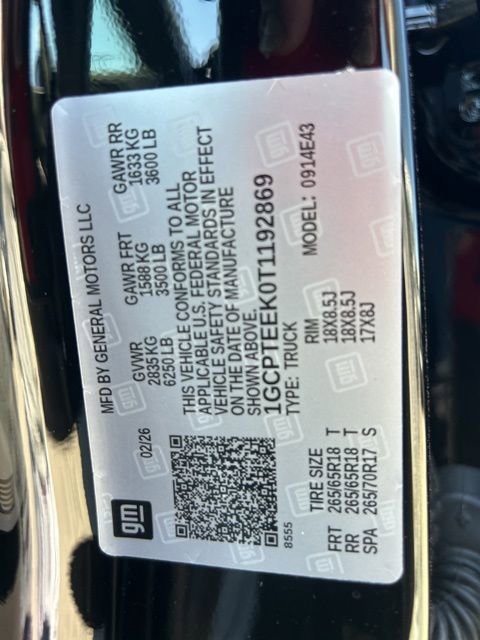 gm
02/26
MFD BY GENERAL MOTORS LLC
GVWR GAWR FRT GAWR RR
2835KG 1588 KG 1633 KG
6250 LB 3500 LB 3600 LB
THIS VEHICLE CONFORMS TO ALL
APPLICABLE U.S. FEDERAL MOTOR
VEHICLE SAFETY STANDARDS IN EFFECT
ON THE DATE OF MANUFACTURE
SHOWN ABOVE.
1GCPTEEK0T1192869
TYPE: TRUCK MODEL: 0914E43
8555
TIRE SIZE RIM
FRT 265/65R18 T 18X8.5J
RR 265/65R18 T 18X8.5J
SPA 265/70R17 S 17X8J